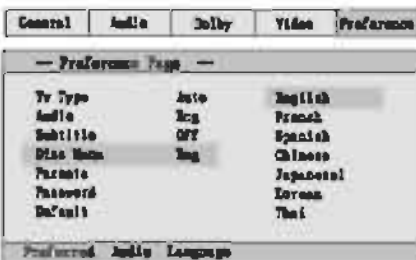 General Audio Dolby Video Preference
— Preference Page —
Tv Type Auto English
Audio Eng French
Subtitle Off Spanish
Disc Menu Eng Chinese
Parents Japanese
Password Korean
Default Thai
Preferred Audio Language